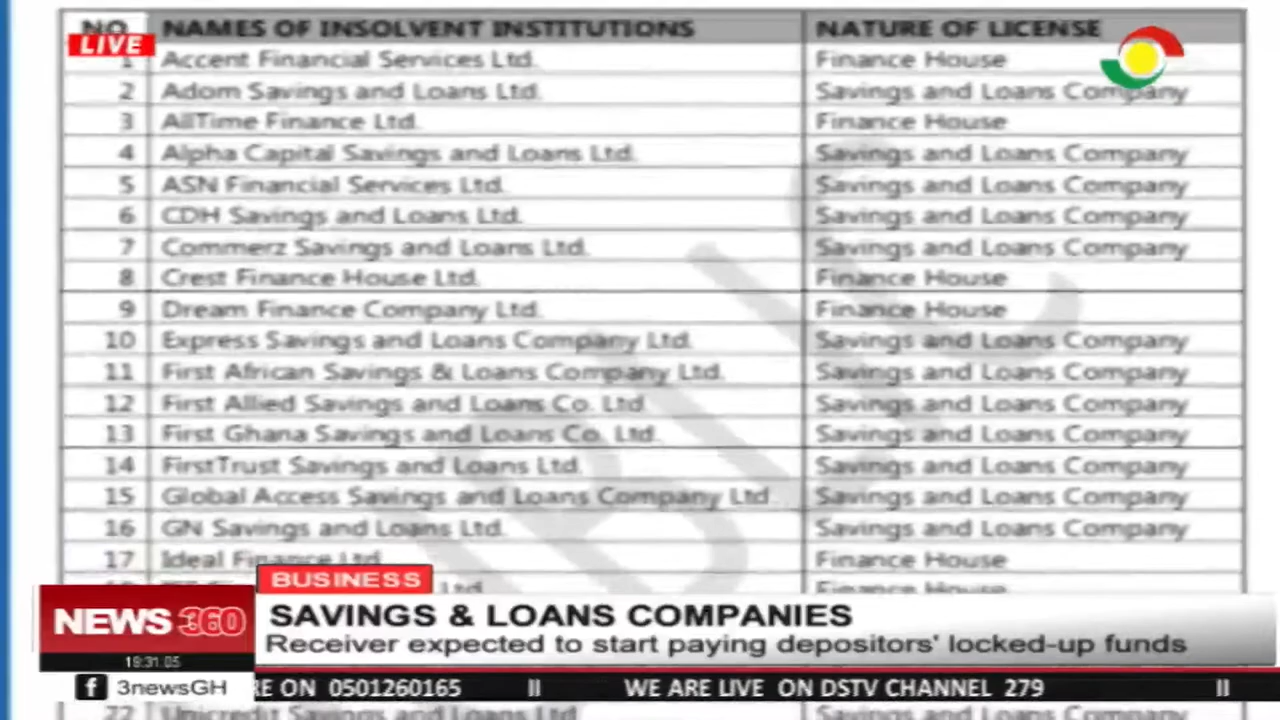 NO. NAMES OF INSOLVENT INSTITUTIONS NATURE OF LICENSE
LIVE
1 Accent Financial Services Ltd. Finance House
2 Adom Savings and Loans Ltd. Savings and Loans Company
3 AllTime Finance Ltd. Finance House
4 Alpha Capital Savings and Loans Ltd. Savings and Loans Company
5 ASN Financial Services Ltd. Savings and Loans Company
6 CDH Savings and Loans Ltd. Savings and Loans Company
7 Commerz Savings and Loans Ltd. Savings and Loans Company
8 Crest Finance House Ltd. Finance House
9 Dream Finance Company Ltd. Finance House
10 Express Savings and Loans Company Ltd. Savings and Loans Company
11 First African Savings & Loans Company Ltd. Savings and Loans Company
12 First Allied Savings and Loans Co. Ltd Savings and Loans Company
13 First Ghana Savings and Loans Co. Ltd. Savings and Loans Company
14 FirstTrust Savings and Loans Ltd. Savings and Loans Company
15 Global Access Savings and Loans Company Ltd. Savings and Loans Company
16 GN Savings and Loans Ltd. Savings and Loans Company
17 Ideal Finance Ltd Finance House
Ltd. Finance House
BUSINESS
NEWS 360
SAVINGS & LOANS COMPANIES
Receiver expected to start paying depositors' locked-up funds
19:31:05
3newsGH
RE ON 0501260165 || WE ARE LIVE ON DSTV CHANNEL 279 ||
22 Unicredit Savings and Loans Ltd Savings and Loans Company